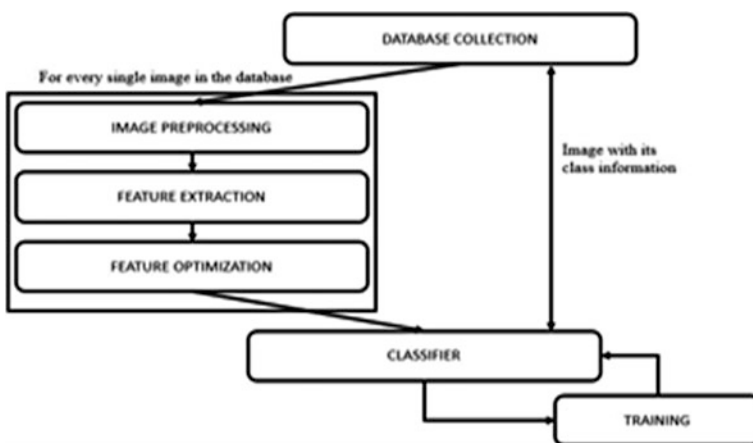 DATABASE COLLECTION
For every single image in the database
IMAGE PREPROCESSING
Image with its
class information
FEATURE EXTRACTION
FEATURE OPTIMIZATION
CLASSIFIER
TRAINING